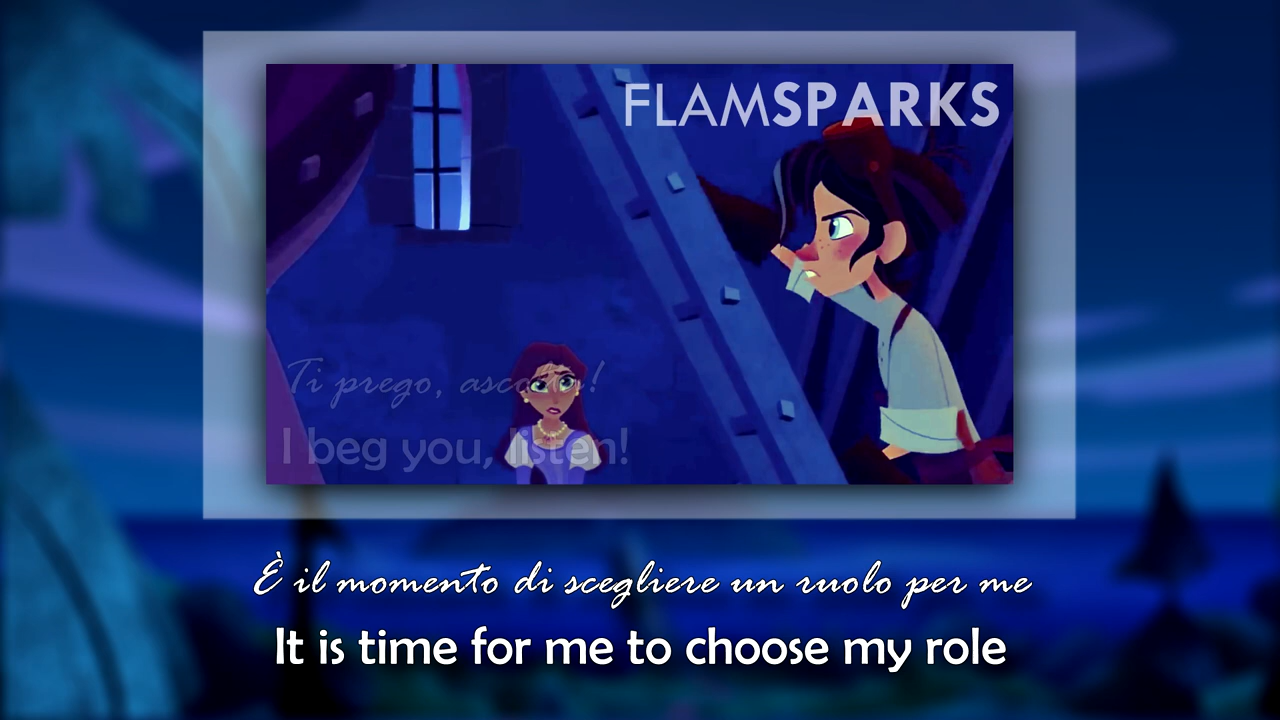 FLAMSPARKS
Ti prego, ascolta!
I beg you, listen!
È il momento di scegliere un ruolo per me
It is time for me to choose my role